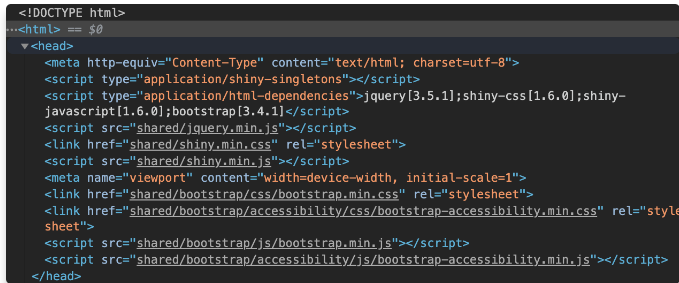 <!DOCTYPE html>
···<html> == $0
▼<head>
<meta http-equiv="Content-Type" content="text/html; charset=utf-8">
<script type="application/shiny-singletons"></script>
<script type="application/html-dependencies">jquery[3.5.1];shiny-css[1.6.0];shiny-
javascript[1.6.0];bootstrap[3.4.1]</script>
<script src="shared/jquery.min.js"></script>
<link href="shared/shiny.min.css" rel="stylesheet">
<script src="shared/shiny.min.js"></script>
<meta name="viewport" content="width=device-width, initial-scale=1">
<link href="shared/bootstrap/css/bootstrap.min.css" rel="stylesheet">
<link href="shared/bootstrap/accessibility/css/bootstrap-accessibility.min.css" rel="style
sheet">
<script src="shared/bootstrap/js/bootstrap.min.js"></script>
<script src="shared/bootstrap/accessibility/js/bootstrap-accessibility.min.js"></script>
</head>